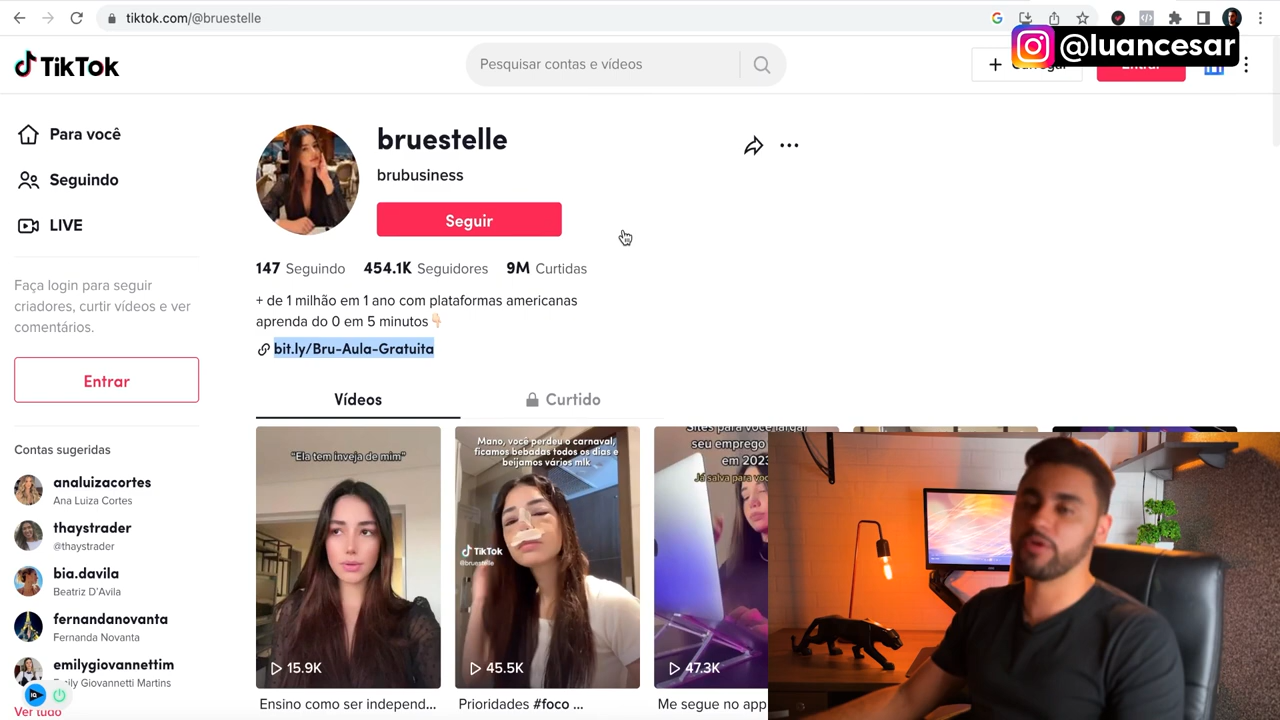 tiktok.com/@bruestelle
@luancesar
TikTok
Pesquisar contas e vídeos
Para você
Seguindo
LIVE
Faça login para seguir
criadores, curtir vídeos e ver
comentários.
Entrar
Contas sugeridas
analuizacortes
Ana Luiza Cortes
thaystrader
@thaystrader
bia.davila
Beatriz D'Avila
fernandanovanta
Fernanda Novanta
emilygiovannettim
Emily Giovannetti Martins
Ver tudo
bruestelle
brubusiness
Seguir
147 Seguindo 454.1K Seguidores 9M Curtidas
+ de 1 milhão em 1 ano com plataformas americanas
aprenda do 0 em 5 minutos👇🏻
bit.ly/Bru-Aula-Gratuita
Vídeos
Curtido
"Ela tem inveja de mim"
15.9K
Ensino como ser independ...
Mano, você perdeu o carnaval,
ficamos bebadas todos os dias e
beijamos vários mlk
TikTok
@bruestelle
45.5K
Prioridades #foco ...
seu emprego
em 2023
Já salva para
47.3K
Me segue no app